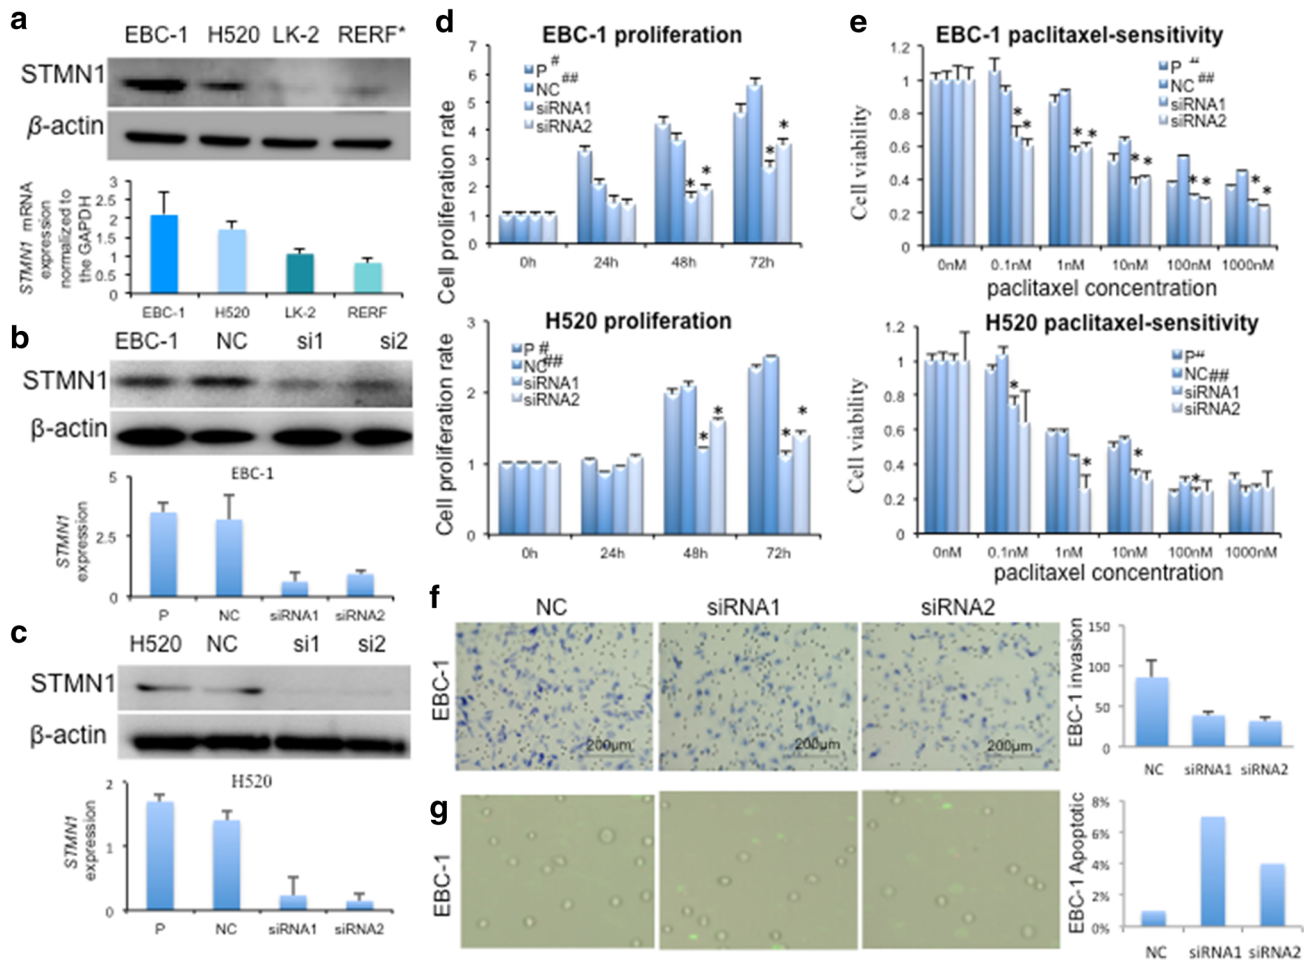 a
EBC-1 H520 LK-2 RERF*
STMN1
β-actin
STMN1 mRNA
expression
normalized to
the GAPDH
3
2.5
2
1.5
1
0.5
0
EBC-1 H520 LK-2 RERF
b
EBC-1 NC si1 si2
STMN1
β-actin
EBC-1
STMN1
expression
5
2.5
0
P NC siRNA1 siRNA2
c
H520 NC si1 si2
STMN1
β-actin
H520
STMN1
expression
2
1
0
P NC siRNA1 siRNA2
d
EBC-1 proliferation
Cell proliferation rate
7
6
5
4
3
2
1
0
P #
NC ##
siRNA1
siRNA2
* * * *
0h 24h 48h 72h
H520 proliferation
Cell proliferation rate
3
2
1
0
P #
NC ##
siRNA1
siRNA2
* * * *
0h 24h 48h 72h
e
EBC-1 paclitaxel-sensitivity
Cell viability
1.2
1
0.8
0.6
0.4
0.2
0
P
NC ##
siRNA1
siRNA2
* * * * * * * * * *
0nM 0.1nM 1nM 10nM 100nM 1000nM
paclitaxel concentration
H520 paclitaxel-sensitivity
Cell viability
1.2
1
0.8
0.6
0.4
0.2
0
P
NC##
siRNA1
siRNA2
* * * *
0nM 0.1nM 1nM 10nM 100nM 1000nM
paclitaxel concentration
f
NC siRNA1 siRNA2
EBC-1
200μm 200μm 200μm
EBC-1 invasion
150
100
50
0
NC siRNA1 siRNA2
g
EBC-1
EBC-1 Apoptotic
8%
6%
4%
2%
0%
NC siRNA1 siRNA2